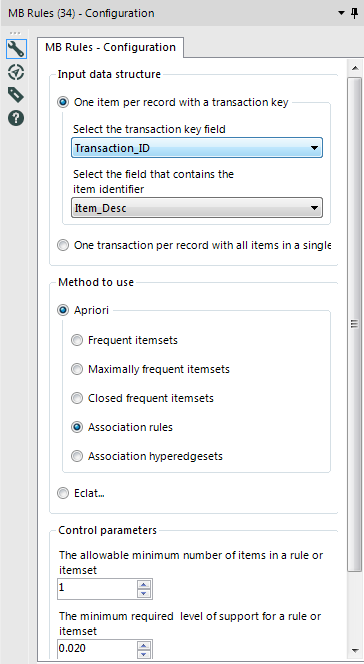 MB Rules (34) - Configuration
MB Rules - Configuration
Input data structure
One item per record with a transaction key
Select the transaction key field
Transaction_ID
Select the field that contains the
item identifier
Item_Desc
One transaction per record with all items in a single
Method to use
Apriori
Frequent itemsets
Maximally frequent itemsets
Closed frequent itemsets
Association rules
Association hyperedgesets
Eclat...
Control parameters
The allowable minimum number of items in a rule or
itemset
1
The minimum required level of support for a rule or
itemset
0.020